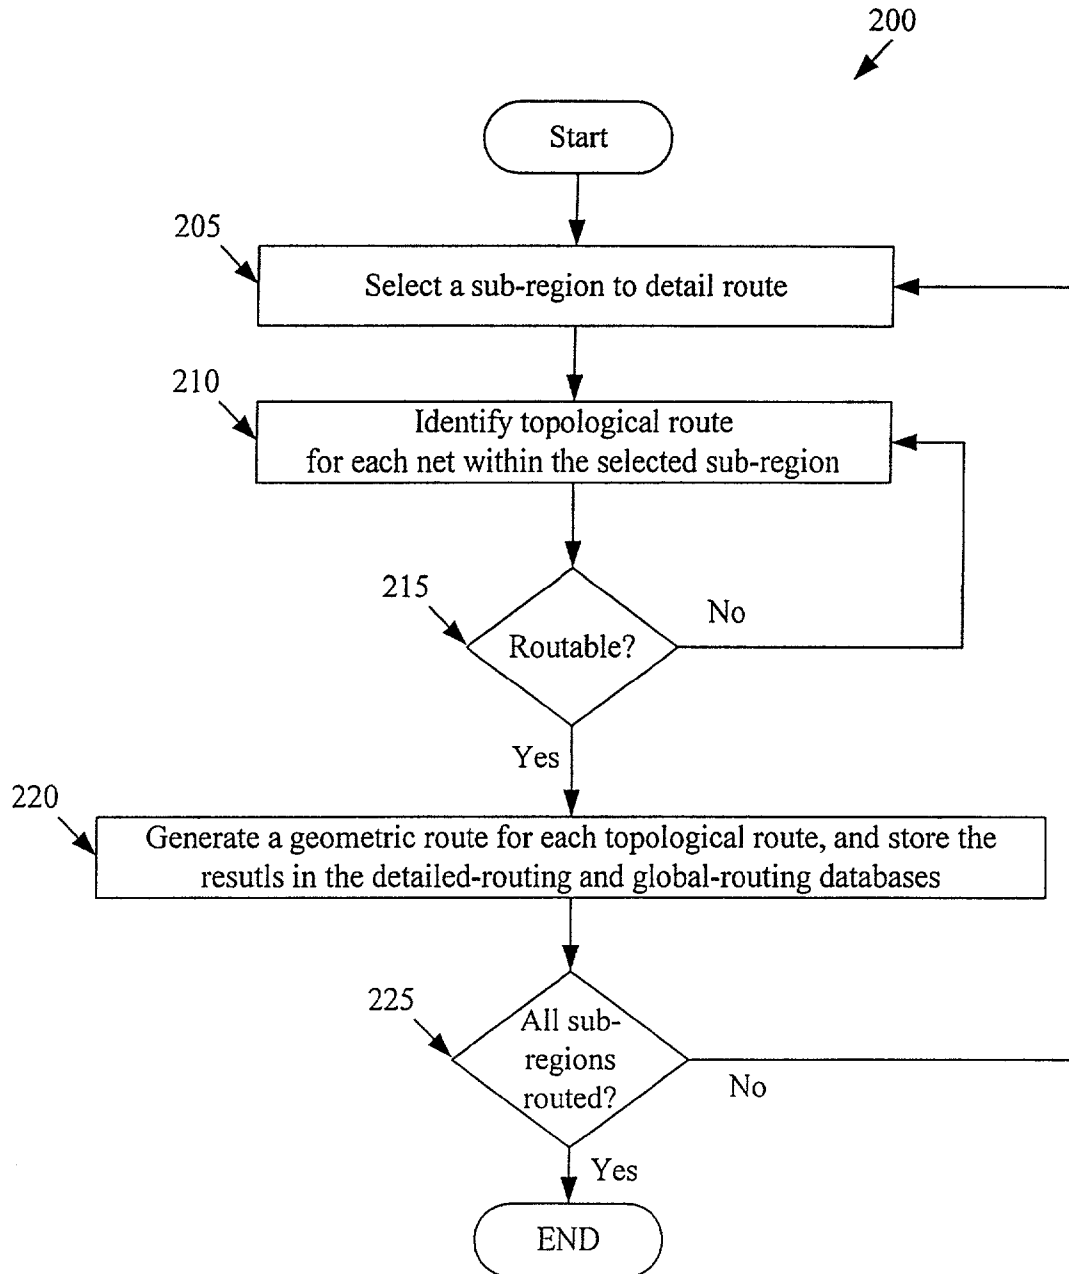 200
Start
205
Select a sub-region to detail route
210
Identify topological route
for each net within the selected sub-region
215
Routable?
No
Yes
220
Generate a geometric route for each topological route, and store the
resutls in the detailed-routing and global-routing databases
225
All sub-
regions
routed?
No
Yes
END